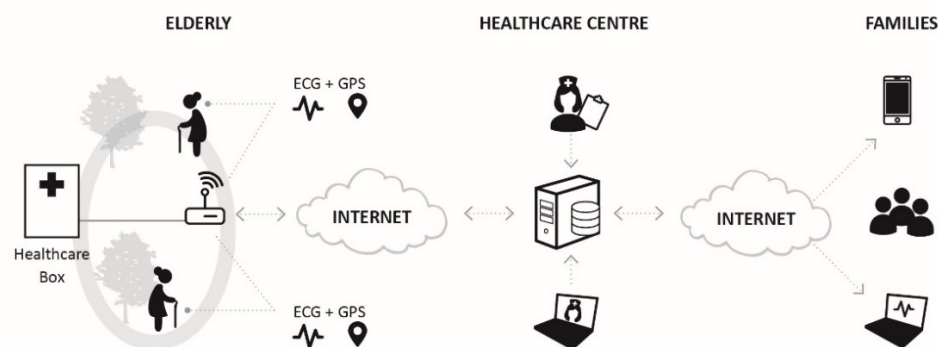 ELDERLY
HEALTHCARE CENTRE
FAMILIES
ECG + GPS
Healthcare
Box
INTERNET
INTERNET
ECG + GPS